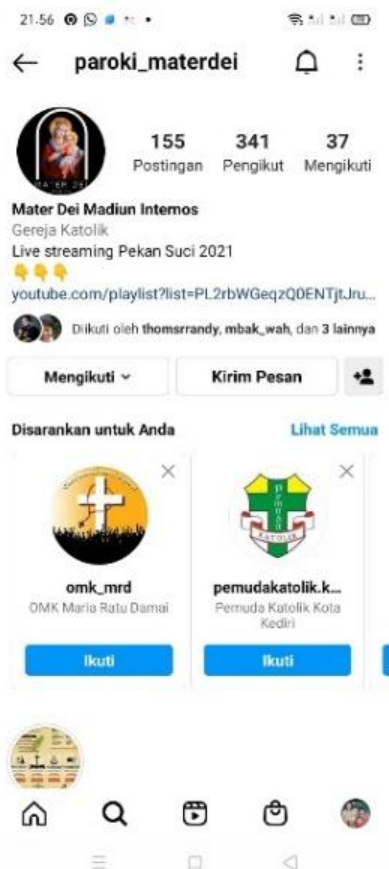 21.56
paroki_materdei
155 341 37
Postingan Pengikut Mengikuti
MATER DEI
Mater Dei Madiun Internos
Gereja Katolik
Live streaming Pekan Suci 2021
youtube.com/playlist?list=PL2rbWGeqzQ0ENTjtJru...
Diikuti oleh thomsrrandy, mbak_wah, dan 3 lainnya
Mengikuti Kirim Pesan
Disarankan untuk Anda Lihat Semua
omk_mrd pemudakatolik.k...
OMK Maria Ratu Damai Pemuda Katolik Kota
Kediri
Ikuti Ikuti